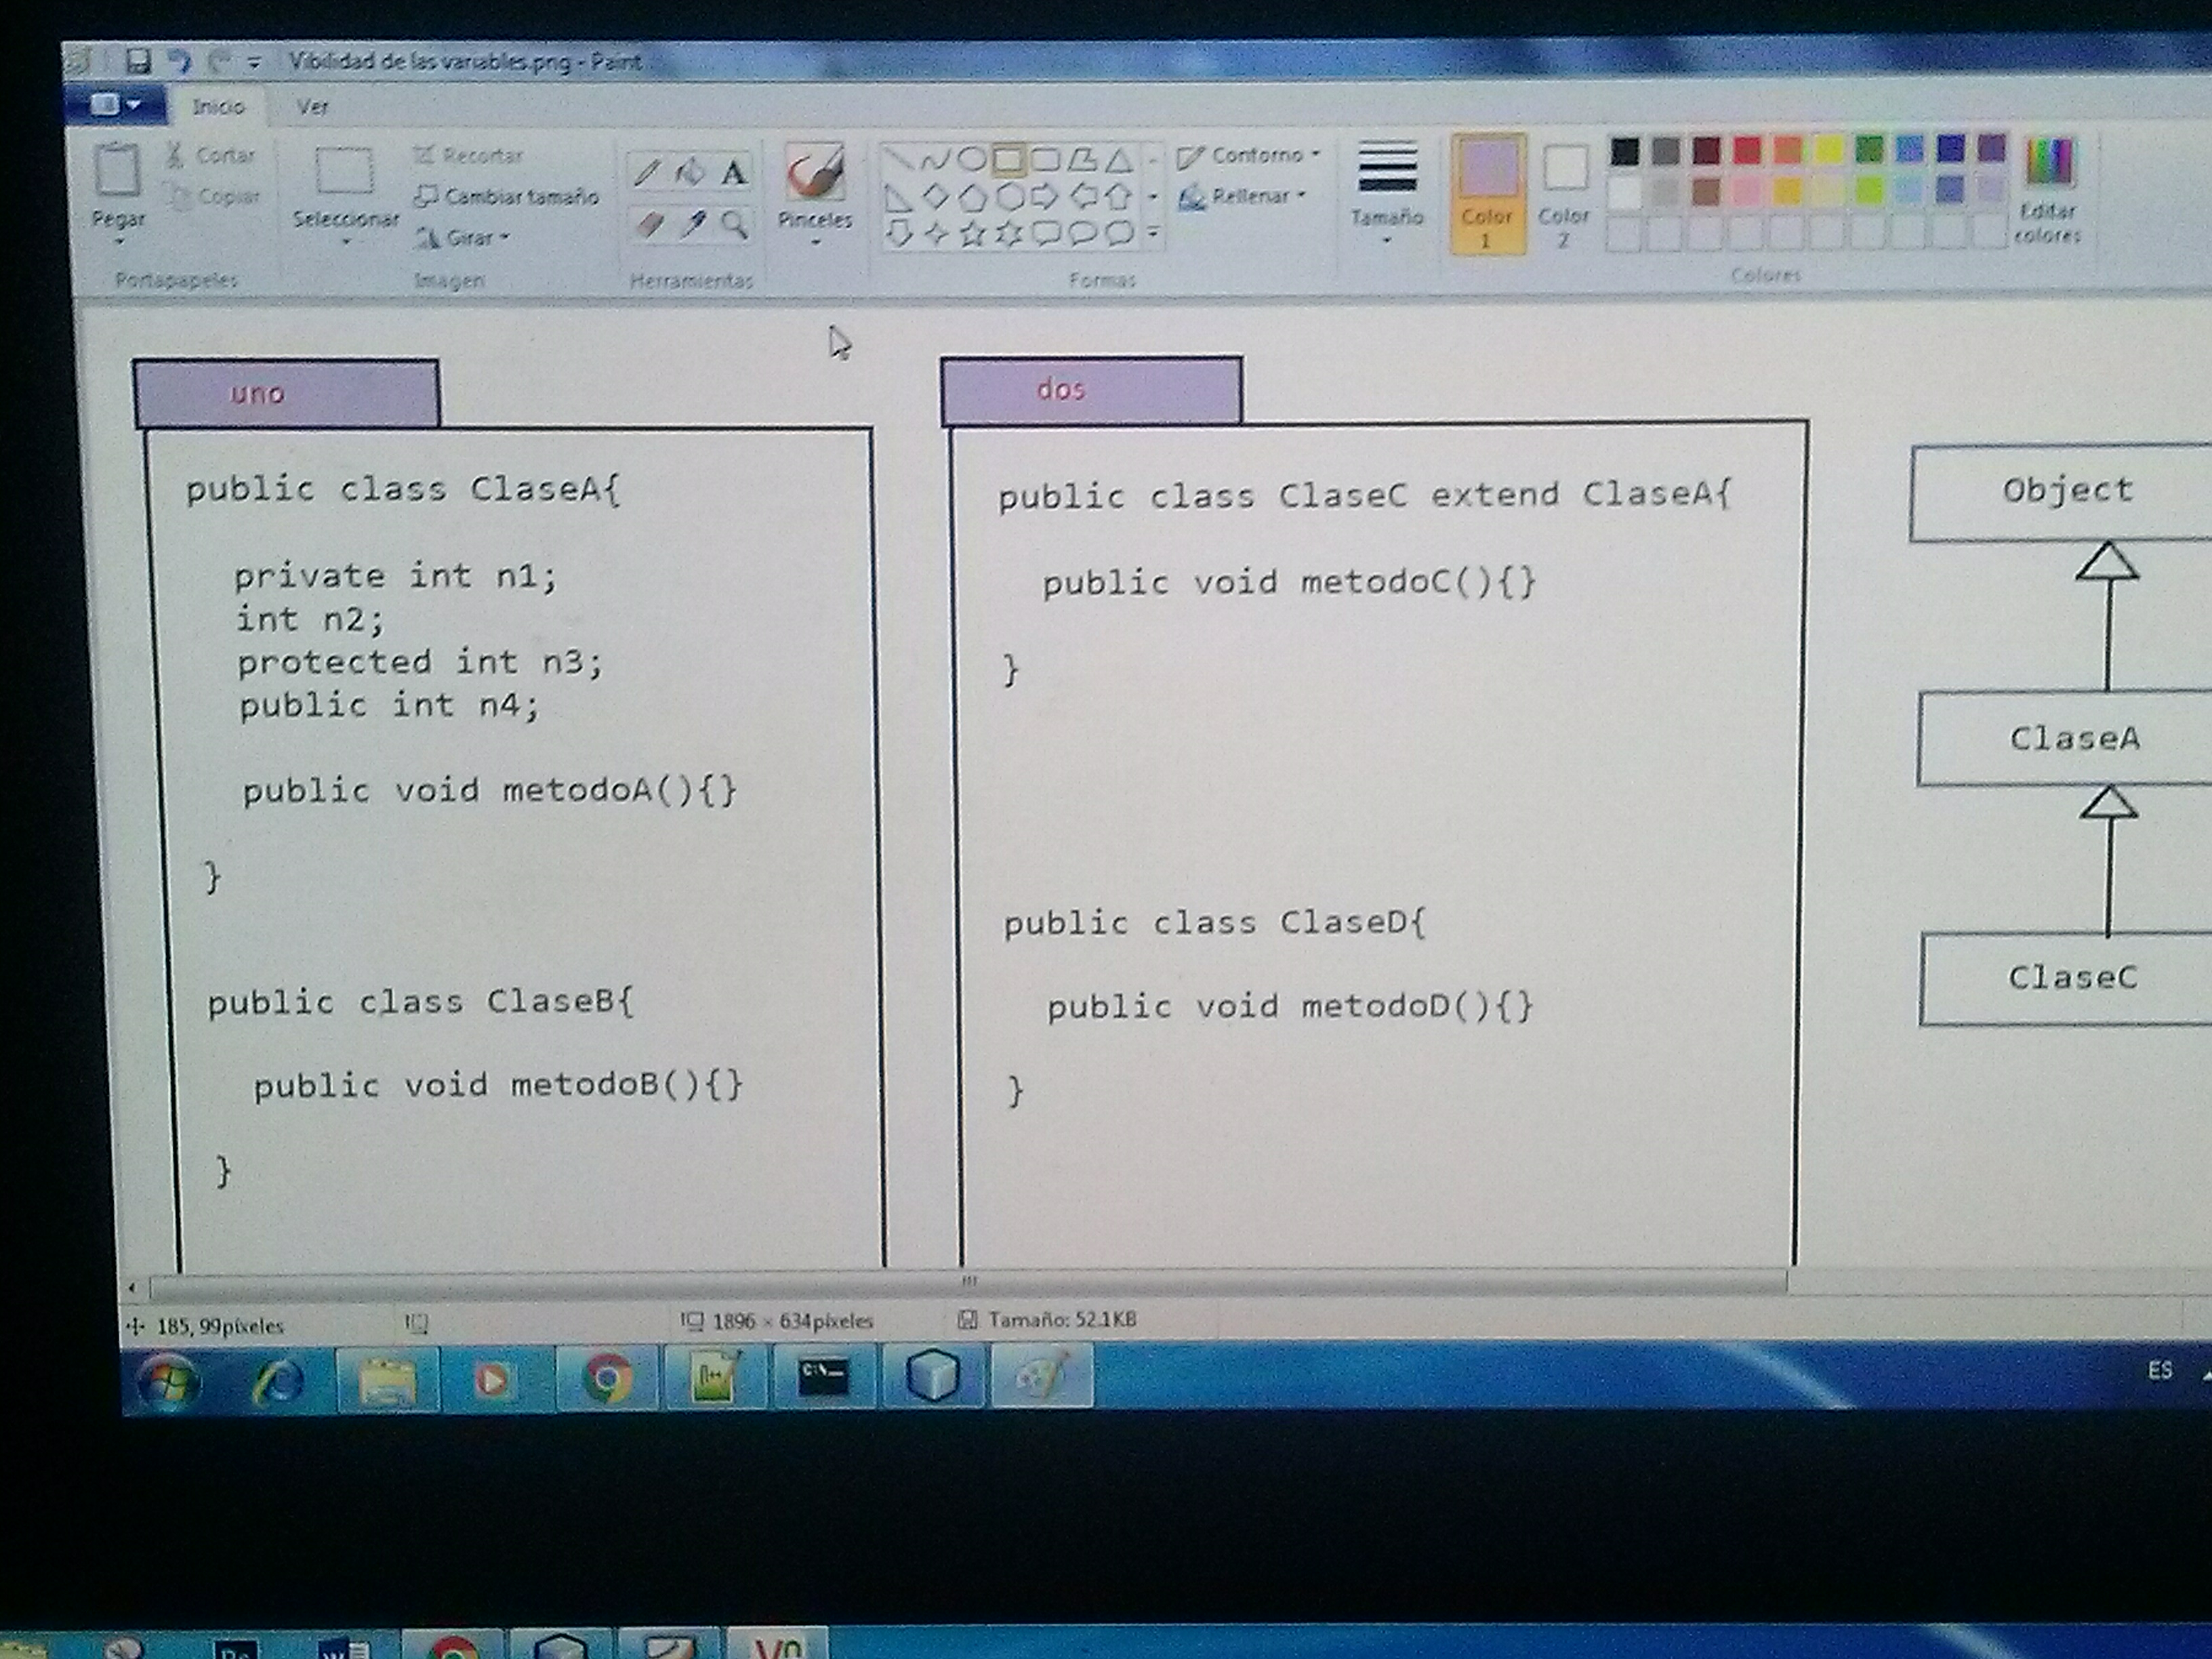 Vibilidad de las variables.png - Paint
Inicio Ver
Pegar
Cortar
Copiar
Portapapeles
Seleccionar
Recortar
Cambiar tamaño
Girar
Imagen
A
Herramientas
Pinceles
Formas
Contorno
Rellenar
Tamaño
Color 1
Color 2
Editar colores
Colores
uno
public class ClaseA{
private int n1;
int n2;
protected int n3;
public int n4;
public void metodoA(){}
}
public class ClaseB{
public void metodoB(){}
}
dos
public class ClaseC extend ClaseA{
public void metodoC(){}
}
public class ClaseD{
public void metodoD(){}
}
Object
ClaseA
ClaseC
185, 99píxeles
1896 × 634píxeles
Tamaño: 52.1KB
C:\_
ES